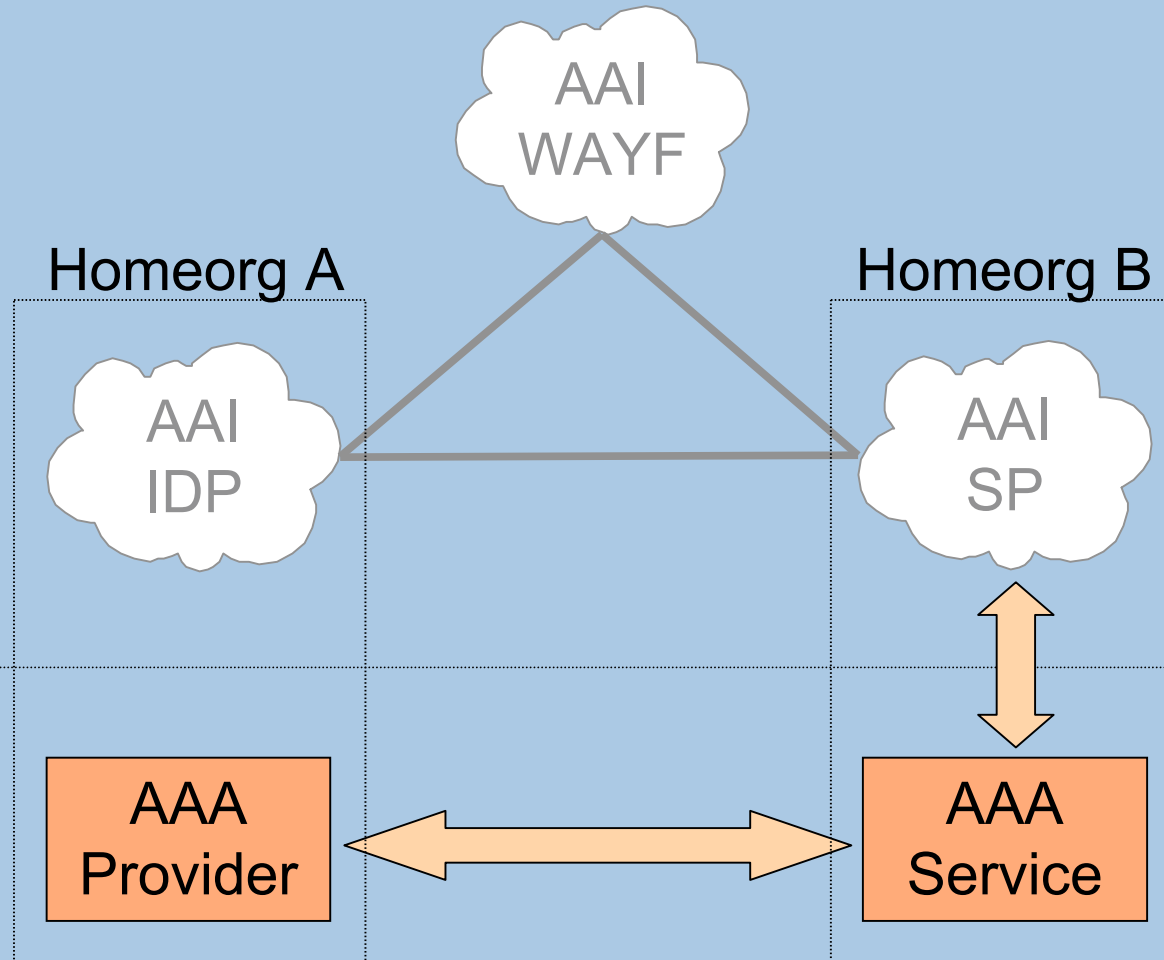 AAI
WAYF
Homeorg A
Homeorg B
AAI
IDP
AAI
SP
AAA
Provider
AAA
Service